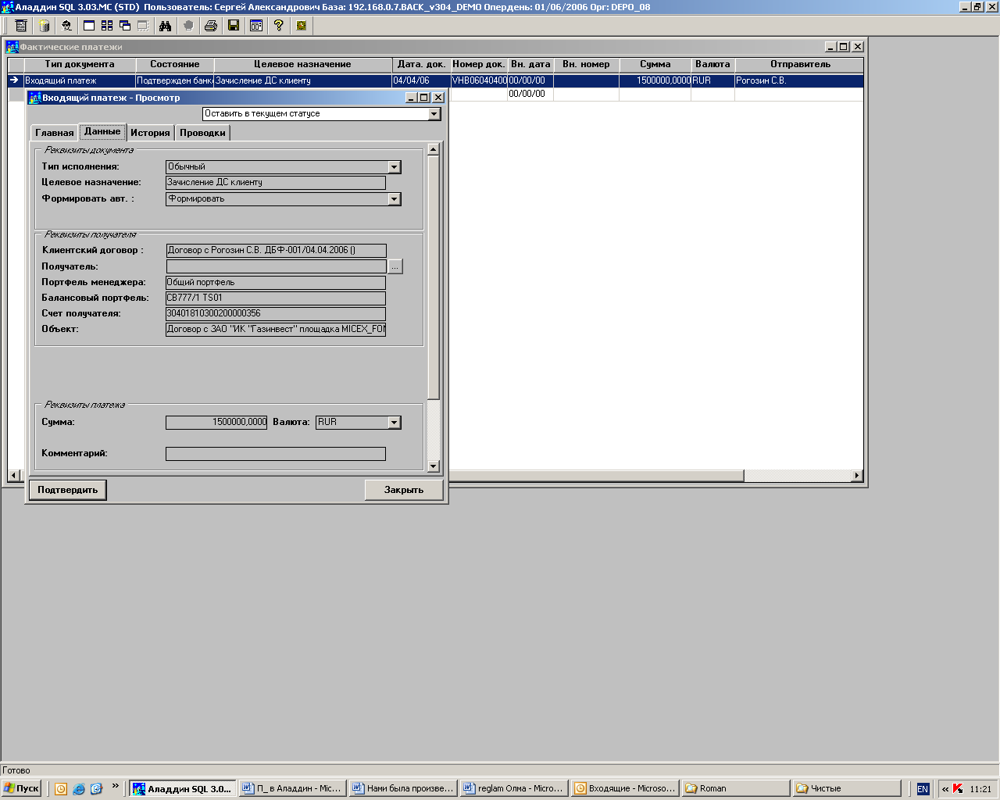 Аладдин SQL 3.03.MC (STD) Пользователь: Сергей Александрович База: 192.168.0.7.BACK_v304_DEMO Опердень: 01/06/2006 Орг: DEPO_08
Фактические платежи
Тип документа Состояние Целевое назначение Дата. док. Номер док. Вн. дата Вн. номер Сумма Валюта Отправитель
Входящий платеж Подтвержден банк Зачисление ДС клиенту 04/04/06 VHB06040400 00/00/00 1500000,0000 RUR Рогозин С.В.
00/00/00
Входящий платеж - Просмотр
Оставить в текущем статусе
Главная Данные История Проводки
Реквизиты документа
Тип исполнения: Обычный
Целевое назначение: Зачисление ДС клиенту
Формировать авт. : Формировать
Реквизиты получателя
Клиентский договор : Договор с Рогозин С.В. ДБФ-001/04.04.2006 ()
Получатель: ...
Портфель менеджера: Общий портфель
Балансовый портфель: CB777/1 TS01
Счет получателя: 30401810300200000356
Объект: Договор с ЗАО "ИК "Газинвест" площадка MICEX_FON
Реквизиты платежа
Сумма: 1500000,0000 Валюта: RUR
Комментарий:
Подтвердить Закрыть
Готово
Пуск » Аладдин SQL 3.0... П_ в Аладдин - Mic... Нами была произве... reglam Олма - Micro... Входящие - Microso... Roman Чистые EN « 11:21